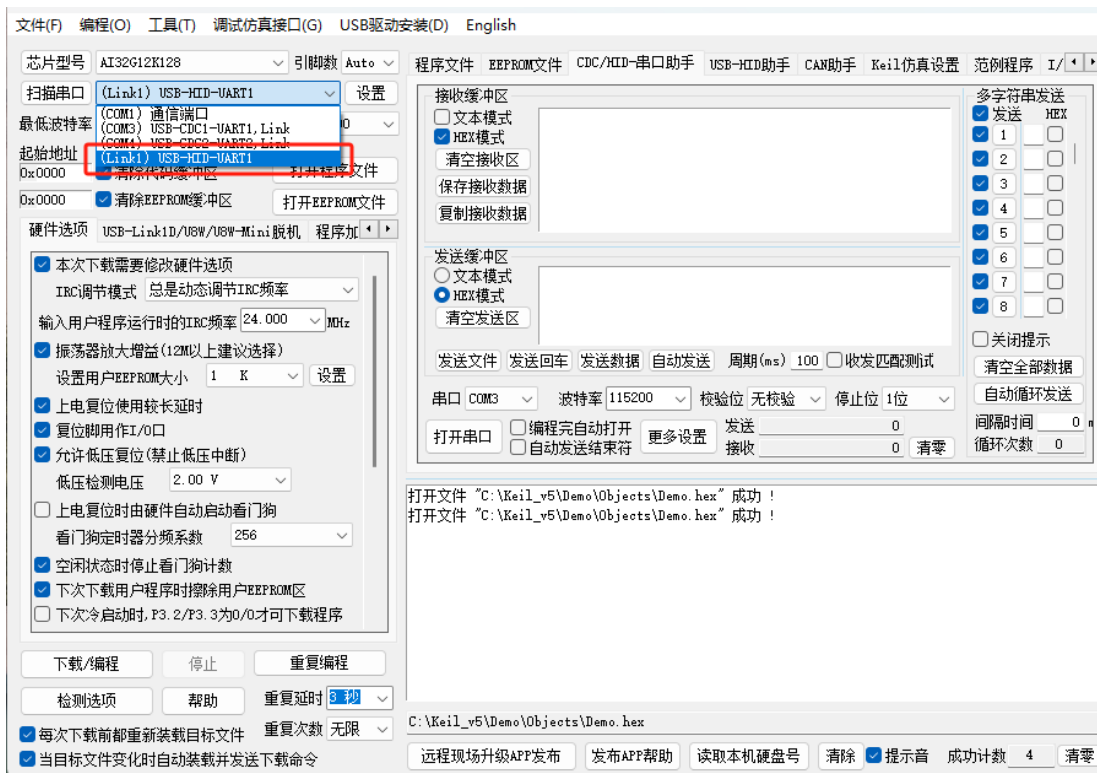 文件(F) 编程(O) 工具(T) 调试仿真接口(G) USB驱动安装(D) English
芯片型号 AI32G12K128 引脚数 Auto
扫描串口 (Link1) USB-HID-UART1 设置
(COM1) 通信端口
最低波特率 (COM3) USB-CDC1-UART1,Link 0
(COM4) USB-CDC2-UART2,Link
起始地址 (Link1) USB-HID-UART1
0x0000 清除代码缓冲区 打开程序文件
0x0000 清除EEPROM缓冲区 打开EEPROM文件
硬件选项 USB-Link1D/U8W/U8W-Mini脱机 程序加
本次下载需要修改硬件选项
IRC调节模式 总是动态调节IRC频率
输入用户程序运行时的IRC频率 24.000 MHz
振荡器放大增益(12M以上建议选择)
设置用户EEPROM大小 1 K 设置
上电复位使用较长延时
复位脚用作I/O口
允许低压复位(禁止低压中断)
低压检测电压 2.00 V
上电复位时由硬件自动启动看门狗
看门狗定时器分频系数 256
空闲状态时停止看门狗计数
下次下载用户程序时擦除用户EEPROM区
下次冷启动时,P3.2/P3.3为0/0才可下载程序
下载/编程 停止 重复编程
检测选项 帮助 重复延时 3 秒
每次下载前都重新装载目标文件 重复次数 无限
当目标文件变化时自动装载并发送下载命令
程序文件 EEPROM文件 CDC/HID-串口助手 USB-HID助手 CAN助手 Keil仿真设置 范例程序 I/
接收缓冲区
文本模式
HEX模式
清空接收区
保存接收数据
复制接收数据
发送缓冲区
文本模式
HEX模式
清空发送区
发送文件 发送回车 发送数据 自动发送 周期(ms) 100 收发匹配测试
串口 COM3 波特率 115200 校验位 无校验 停止位 1位
打开串口 编程完自动打开 更多设置 发送 0
自动发送结束符 接收 0 清零
多字符串发送
发送 HEX
1
2
3
4
5
6
7
8
关闭提示
清空全部数据
自动循环发送
间隔时间 0 m
循环次数 0
打开文件 "C:\Keil_v5\Demo\Objects\Demo.hex" 成功 !
打开文件 "C:\Keil_v5\Demo\Objects\Demo.hex" 成功 !
C:\Keil_v5\Demo\Objects\Demo.hex
远程现场升级APP发布 发布APP帮助 读取本机硬盘号 清除 提示音 成功计数 4 清零